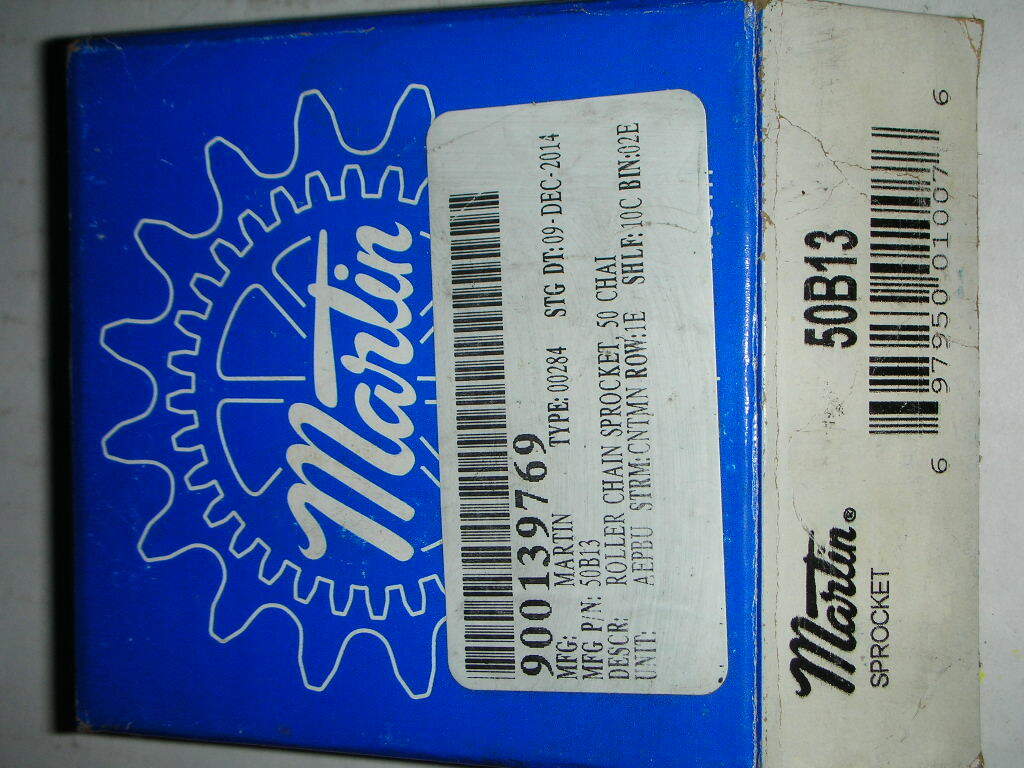 Martin
900139769
MFG: MARTIN TYPE: 00284 STG DT: 09-DEC-2014
MFG P/N: 50B13
DESCR: ROLLER CHAIN SPROCKET, 50 CHAI
UNIT: AEPBU STRM:CNTMN ROW:1E SHLF:10C BIN:02E
Martin®
SPROCKET
50B13
6 97950 01007 6